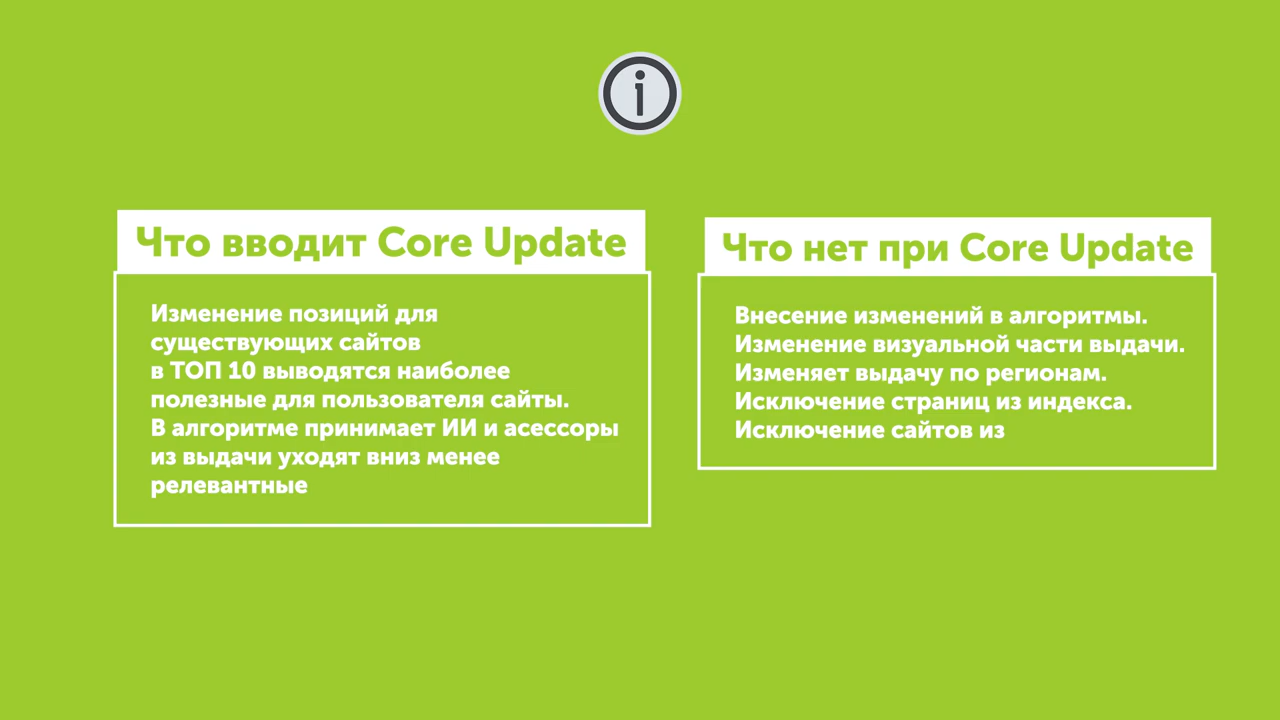 Что вводит Core Update
Изменение позиций для
существующих сайтов
в ТОП 10 выводятся наиболее
полезные для пользователя сайты.
В алгоритме принимает ИИ и асессоры
из выдачи уходят вниз менее
релевантные
Что нет при Core Update
Внесение изменений в алгоритмы.
Изменение визуальной части выдачи.
Изменяет выдачу по регионам.
Исключение страниц из индекса.
Исключение сайтов из